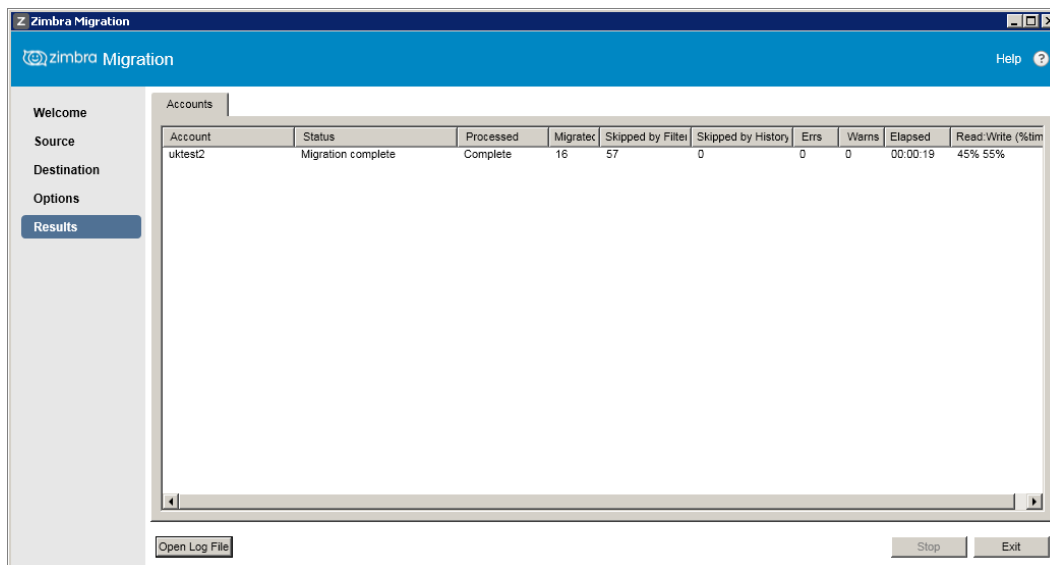 Zimbra Migration
zimbra Migration
Help ?
Welcome
Source
Destination
Options
Results
Accounts
Account Status Processed Migratec Skipped by Filter Skipped by History Errs Warns Elapsed Read:Write (%tim
uktest2 Migration complete Complete 16 57 0 0 0 00:00:19 45% 55%
Open Log File Stop Exit